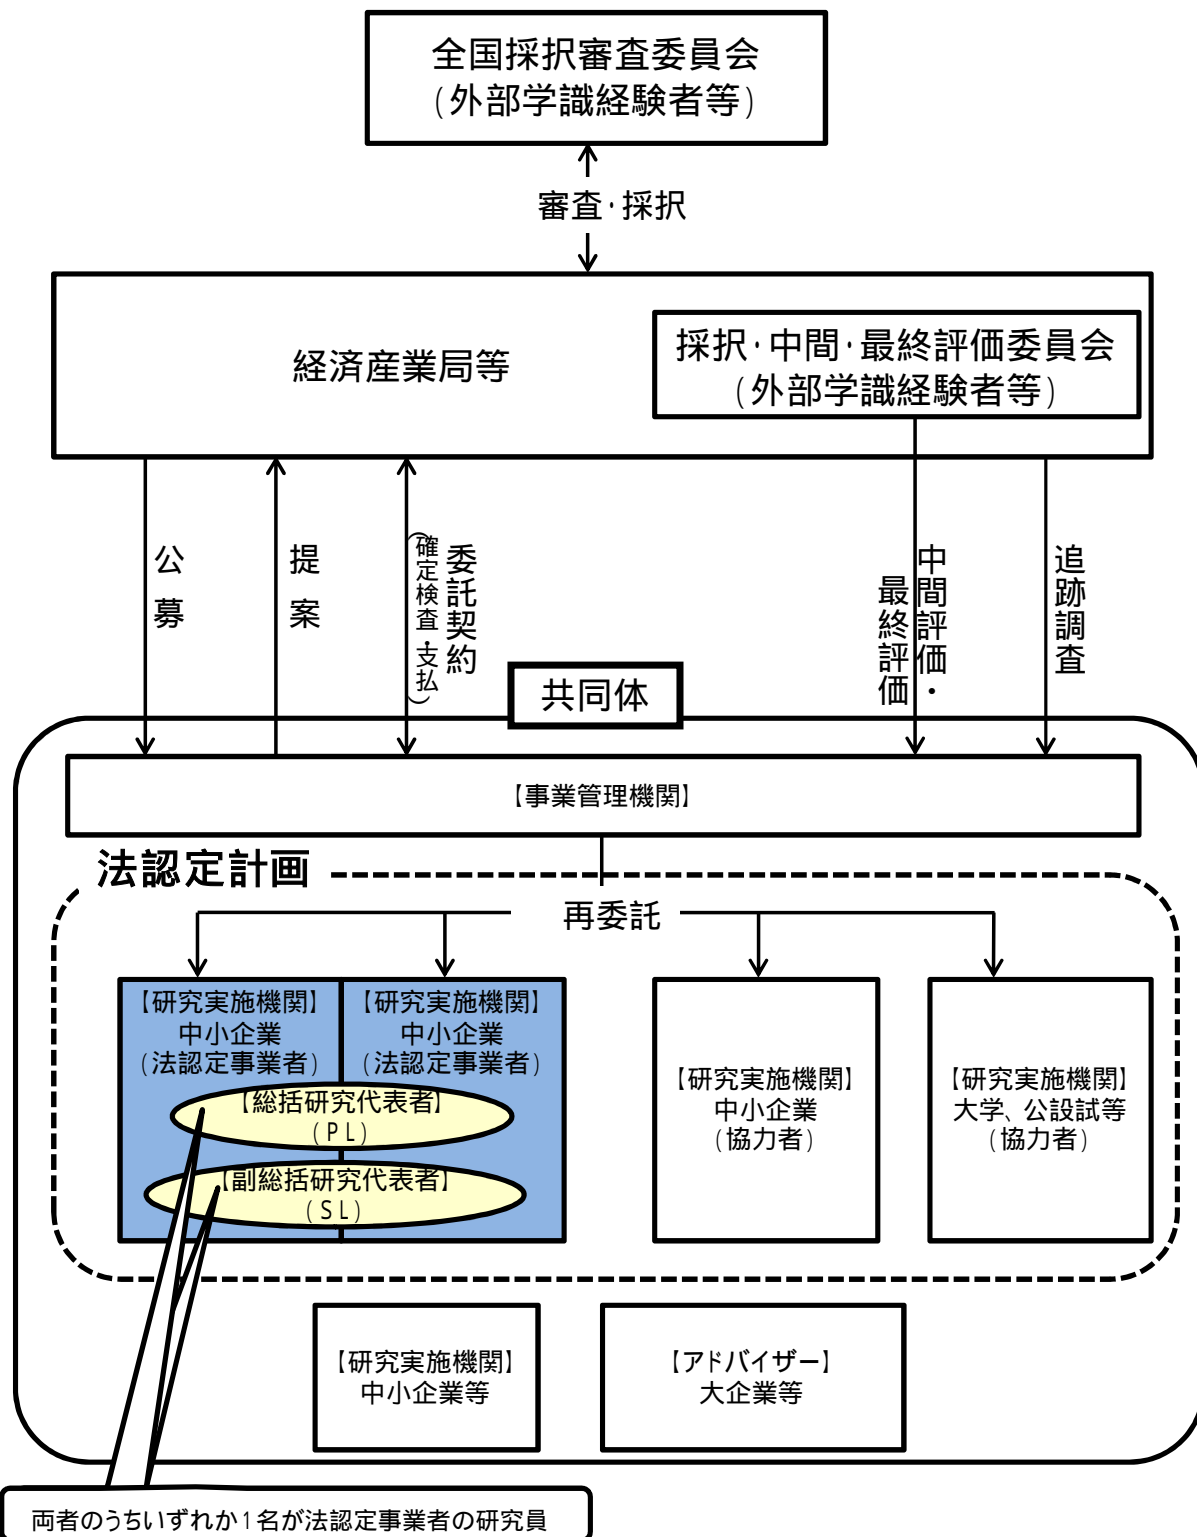 全国採択審査委員会
(外部学識経験者等)
審査・採択
経済産業局等
採択・中間・最終評価委員会
(外部学識経験者等)
公募
提案
委託契約
(確定検査・支払)
中間評価・
最終評価
追跡調査
共同体
【事業管理機関】
法認定計画
再委託
【研究実施機関】
中小企業
(法認定事業者)
【研究実施機関】
中小企業
(法認定事業者)
【総括研究代表者】
(PL)
【副総括研究代表者】
(SL)
【研究実施機関】
中小企業
(協力者)
【研究実施機関】
大学、公設試等
(協力者)
【研究実施機関】
中小企業等
【アドバイザー】
大企業等
両者のうちいずれか1名が法認定事業者の研究員